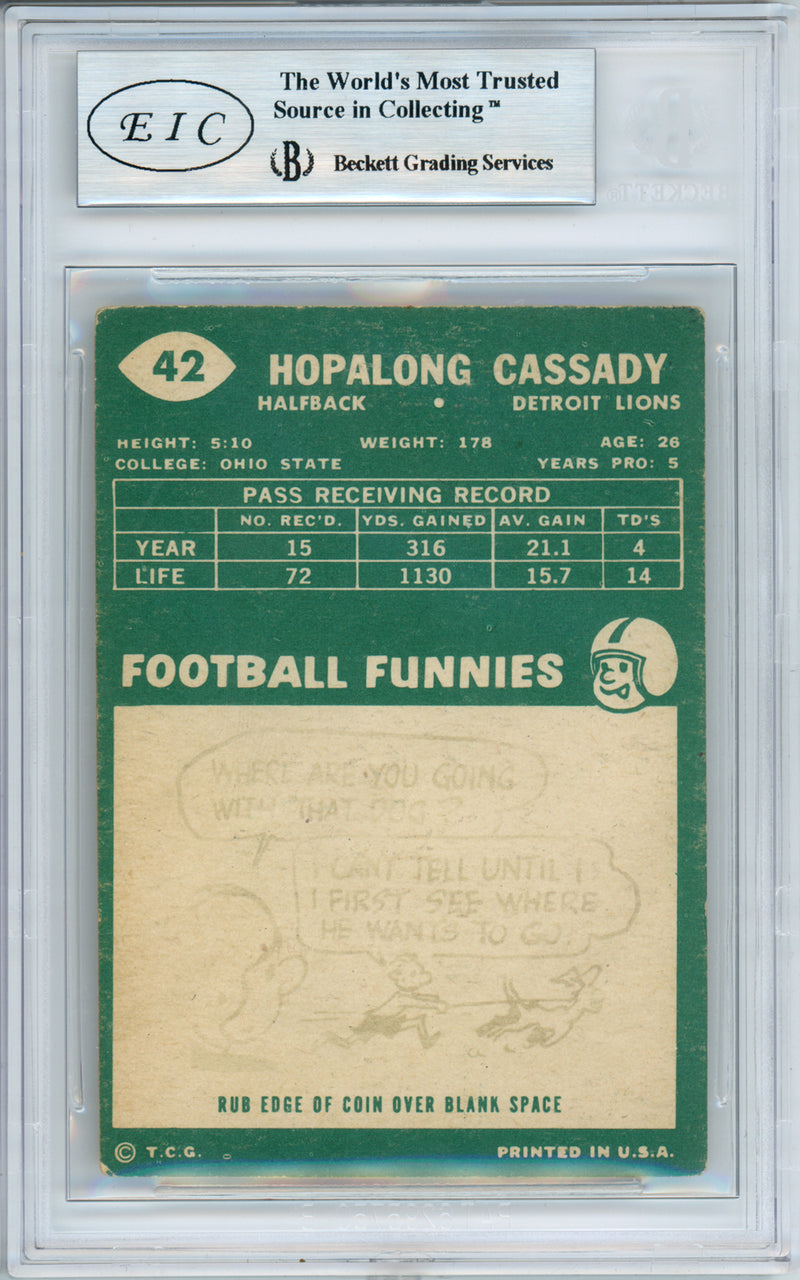 EIC
The World's Most Trusted
Source in Collecting™
B Beckett Grading Services
BECKETT®
42
HOPALONG CASSADY
HALFBACK • DETROIT LIONS
HEIGHT: 5:10 WEIGHT: 178 AGE: 26
COLLEGE: OHIO STATE YEARS PRO: 5
PASS RECEIVING RECORD
NO. REC'D. YDS. GAINED AV. GAIN TD'S
YEAR 15 316 21.1 4
LIFE 72 1130 15.7 14
FOOTBALL FUNNIES
WHERE ARE YOU GOING
WITH THAT DOG?
I CAN'T TELL UNTIL
I FIRST SEE WHERE
HE WANTS TO GO.
RUB EDGE OF COIN OVER BLANK SPACE
© T.C.G. PRINTED IN U.S.A.